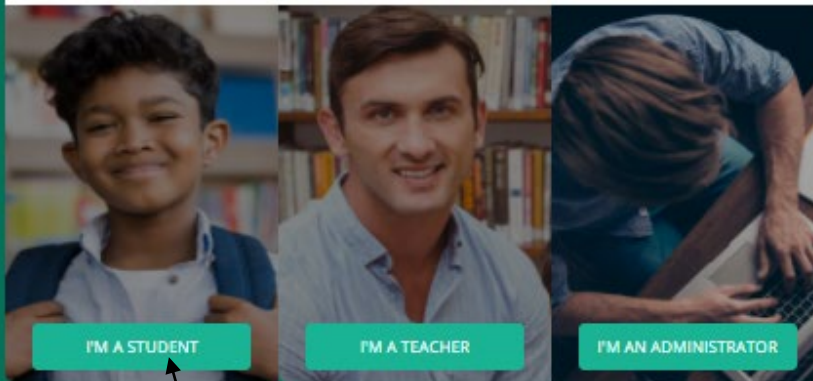 I'M A STUDENT
I'M A TEACHER
I'M AN ADMINISTRATOR